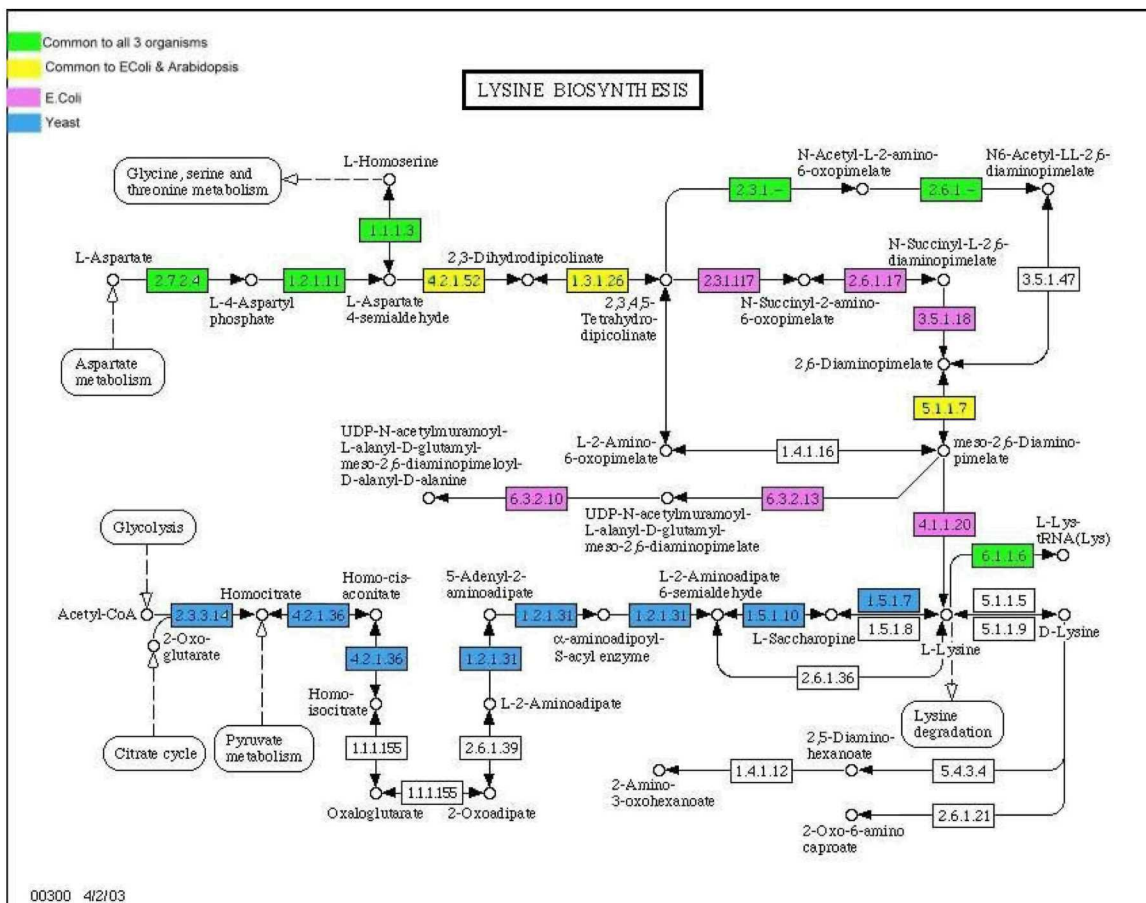 Common to all 3 organisms
Common to EColi & Arabidopsis
E.Coli
Yeast
LYSINE BIOSYNTHESIS
Glycine, serine and
threonine metabolism
L-Homoserine
N-Acetyl-L-2-amino-
6-oxopimelate
N6-Acetyl-LL-2,6-
diaminopimelate
2.3.1.-
2.6.1.-
1.1.1.3
L-Aspartate
2.7.2.4
L-4-Aspartyl
phosphate
1.2.1.11
L-Aspartate
4-semialdehyde
4.2.1.52
2,3-Dihydrodipicolinate
1.3.1.26
2,3,4,5-
Tetrahydro-
dipicolinate
2.3.1.117
N-Succinyl-2-amino-
6-oxopimelate
2.6.1.17
N-Succinyl-L-2,6-
diaminopimelate
3.5.1.47
3.5.1.18
Aspartate
metabolism
2,6-Diaminopimelate
5.1.1.7
UDP-N-acetylmuramoyl-
L-alanyl-D-glutamyl-
meso-2,6-diaminopimeloyl-
D-alanyl-D-alanine
L-2-Amino-
6-oxopimelate
1.4.1.16
meso-2,6-Diamino-
pimelate
6.3.2.10
6.3.2.13
UDP-N-acetylmuramoyl-
L-alanyl-D-glutamyl-
meso-2,6-diaminopimelate
4.1.1.20
L-Lys-
tRNA(Lys)
6.1.1.6
Glycolysis
Acetyl-CoA
2.3.3.14
Homocitrate
4.2.1.36
Homo-cis-
aconitate
5-Adenyl-2-
aminoadipate
1.2.1.31
α-aminoadipoyl-
S-acyl enzyme
1.2.1.31
L-2-Aminoadipate
6-semialdehyde
1.5.1.10
L-Saccharopine
1.5.1.7
1.5.1.8
L-Lysine
5.1.1.5
5.1.1.9
D-Lysine
2-Oxo-
glutarate
4.2.1.36
1.2.1.31
2.6.1.36
Homo-
isocitrate
L-2-Aminoadipate
Citrate cycle
Pyruvate
metabolism
1.1.1.155
2.6.1.39
Lysine
degradation
1.1.1.155
Oxaloglutarate
2-Oxoadipate
2-Amino-
3-oxohexanoate
1.4.1.12
2,5-Diamino-
hexanoate
5.4.3.4
2.6.1.21
2-Oxo-6-amino
caproate
00300 4/2/03